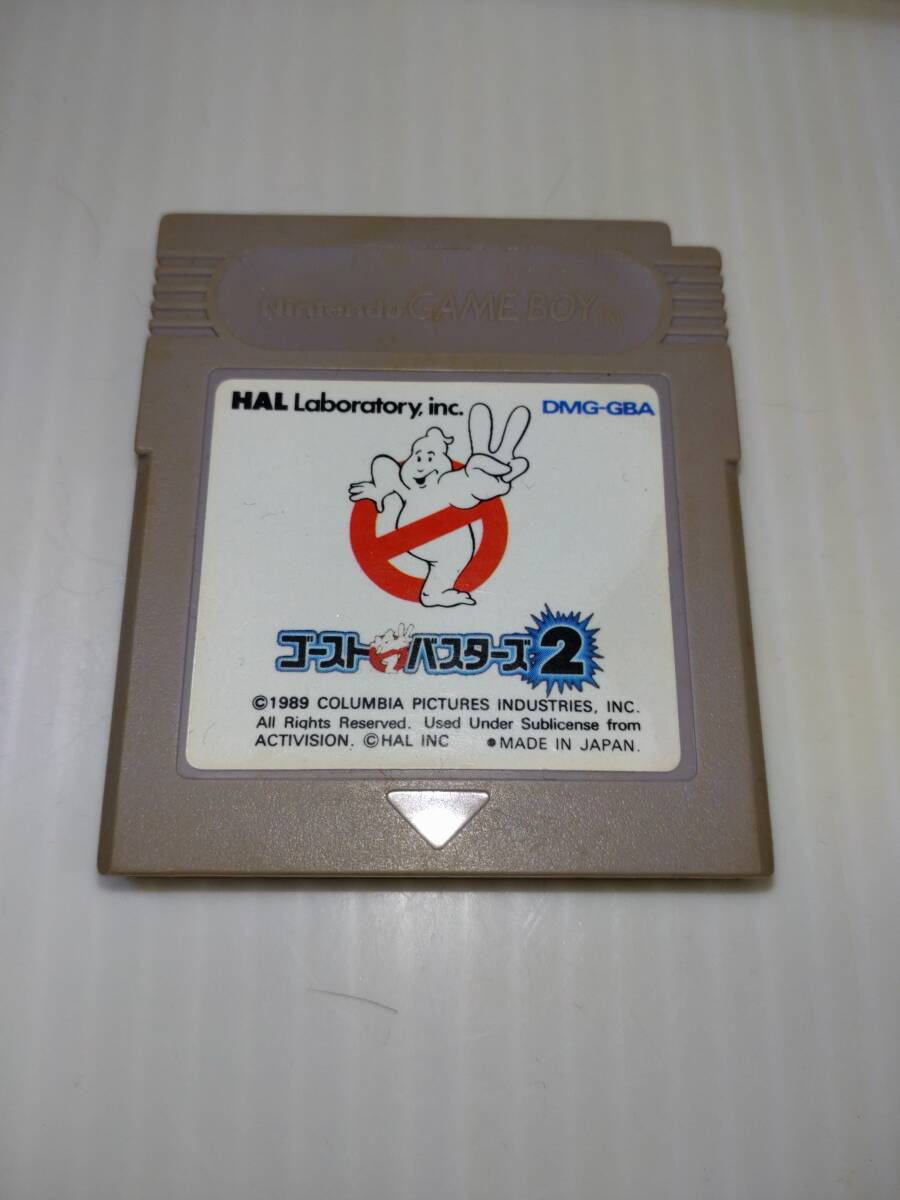 Nintendo GAME BOY TM
HAL Laboratory, inc. DMG-GBA
ゴーストバスターズ2
©1989 COLUMBIA PICTURES INDUSTRIES, INC.
All Rights Reserved. Used Under Sublicense from
ACTIVISION. ©HAL INC ●MADE IN JAPAN.